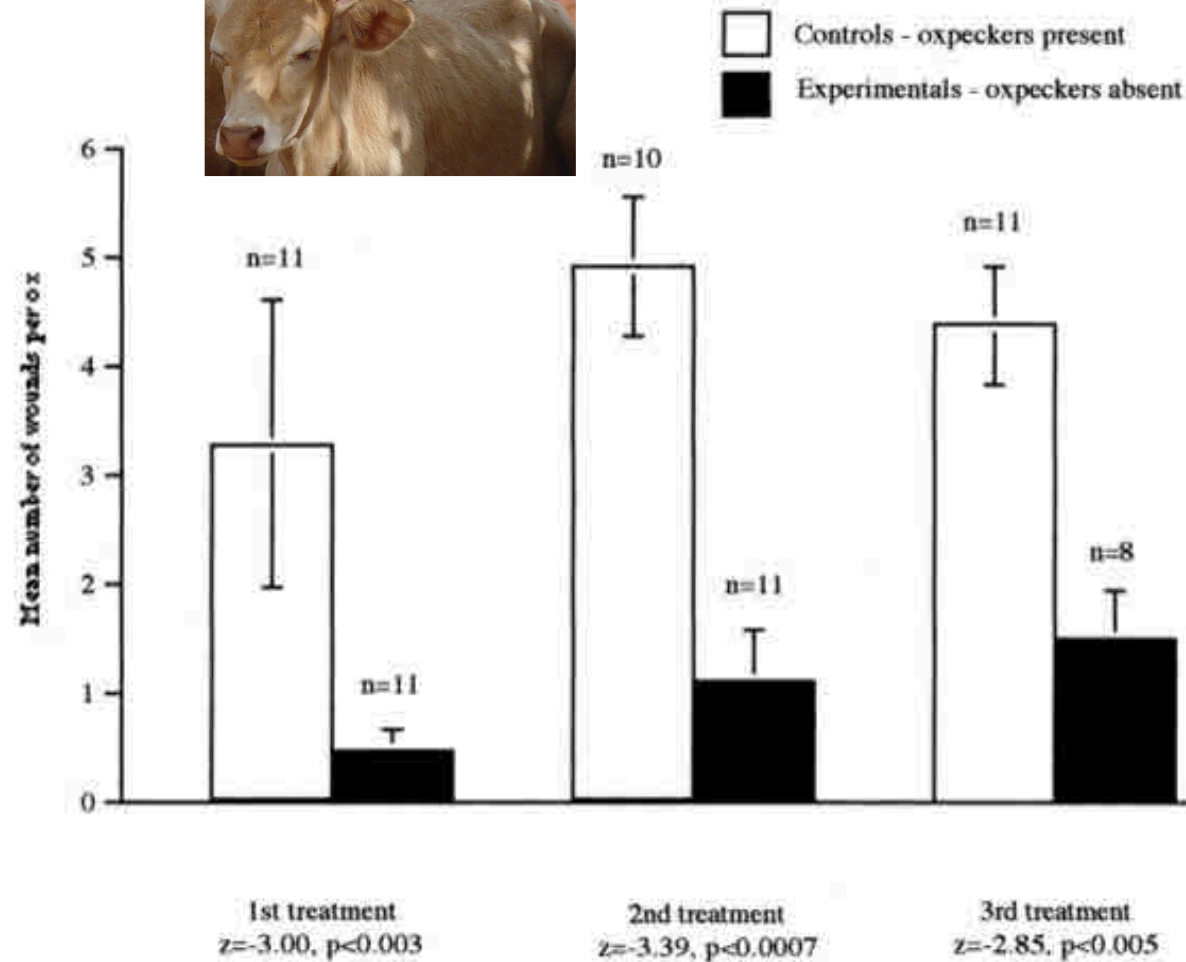 Controls - oxpeckers present
Experimentals - oxpeckers absent
Mean number of wounds per ox
6
5
4
3
2
1
0
n=11
n=11
n=10
n=11
n=11
n=8
1st treatment
z=-3.00, p<0.003
2nd treatment
z=-3.39, p<0.0007
3rd treatment
z=-2.85, p<0.005